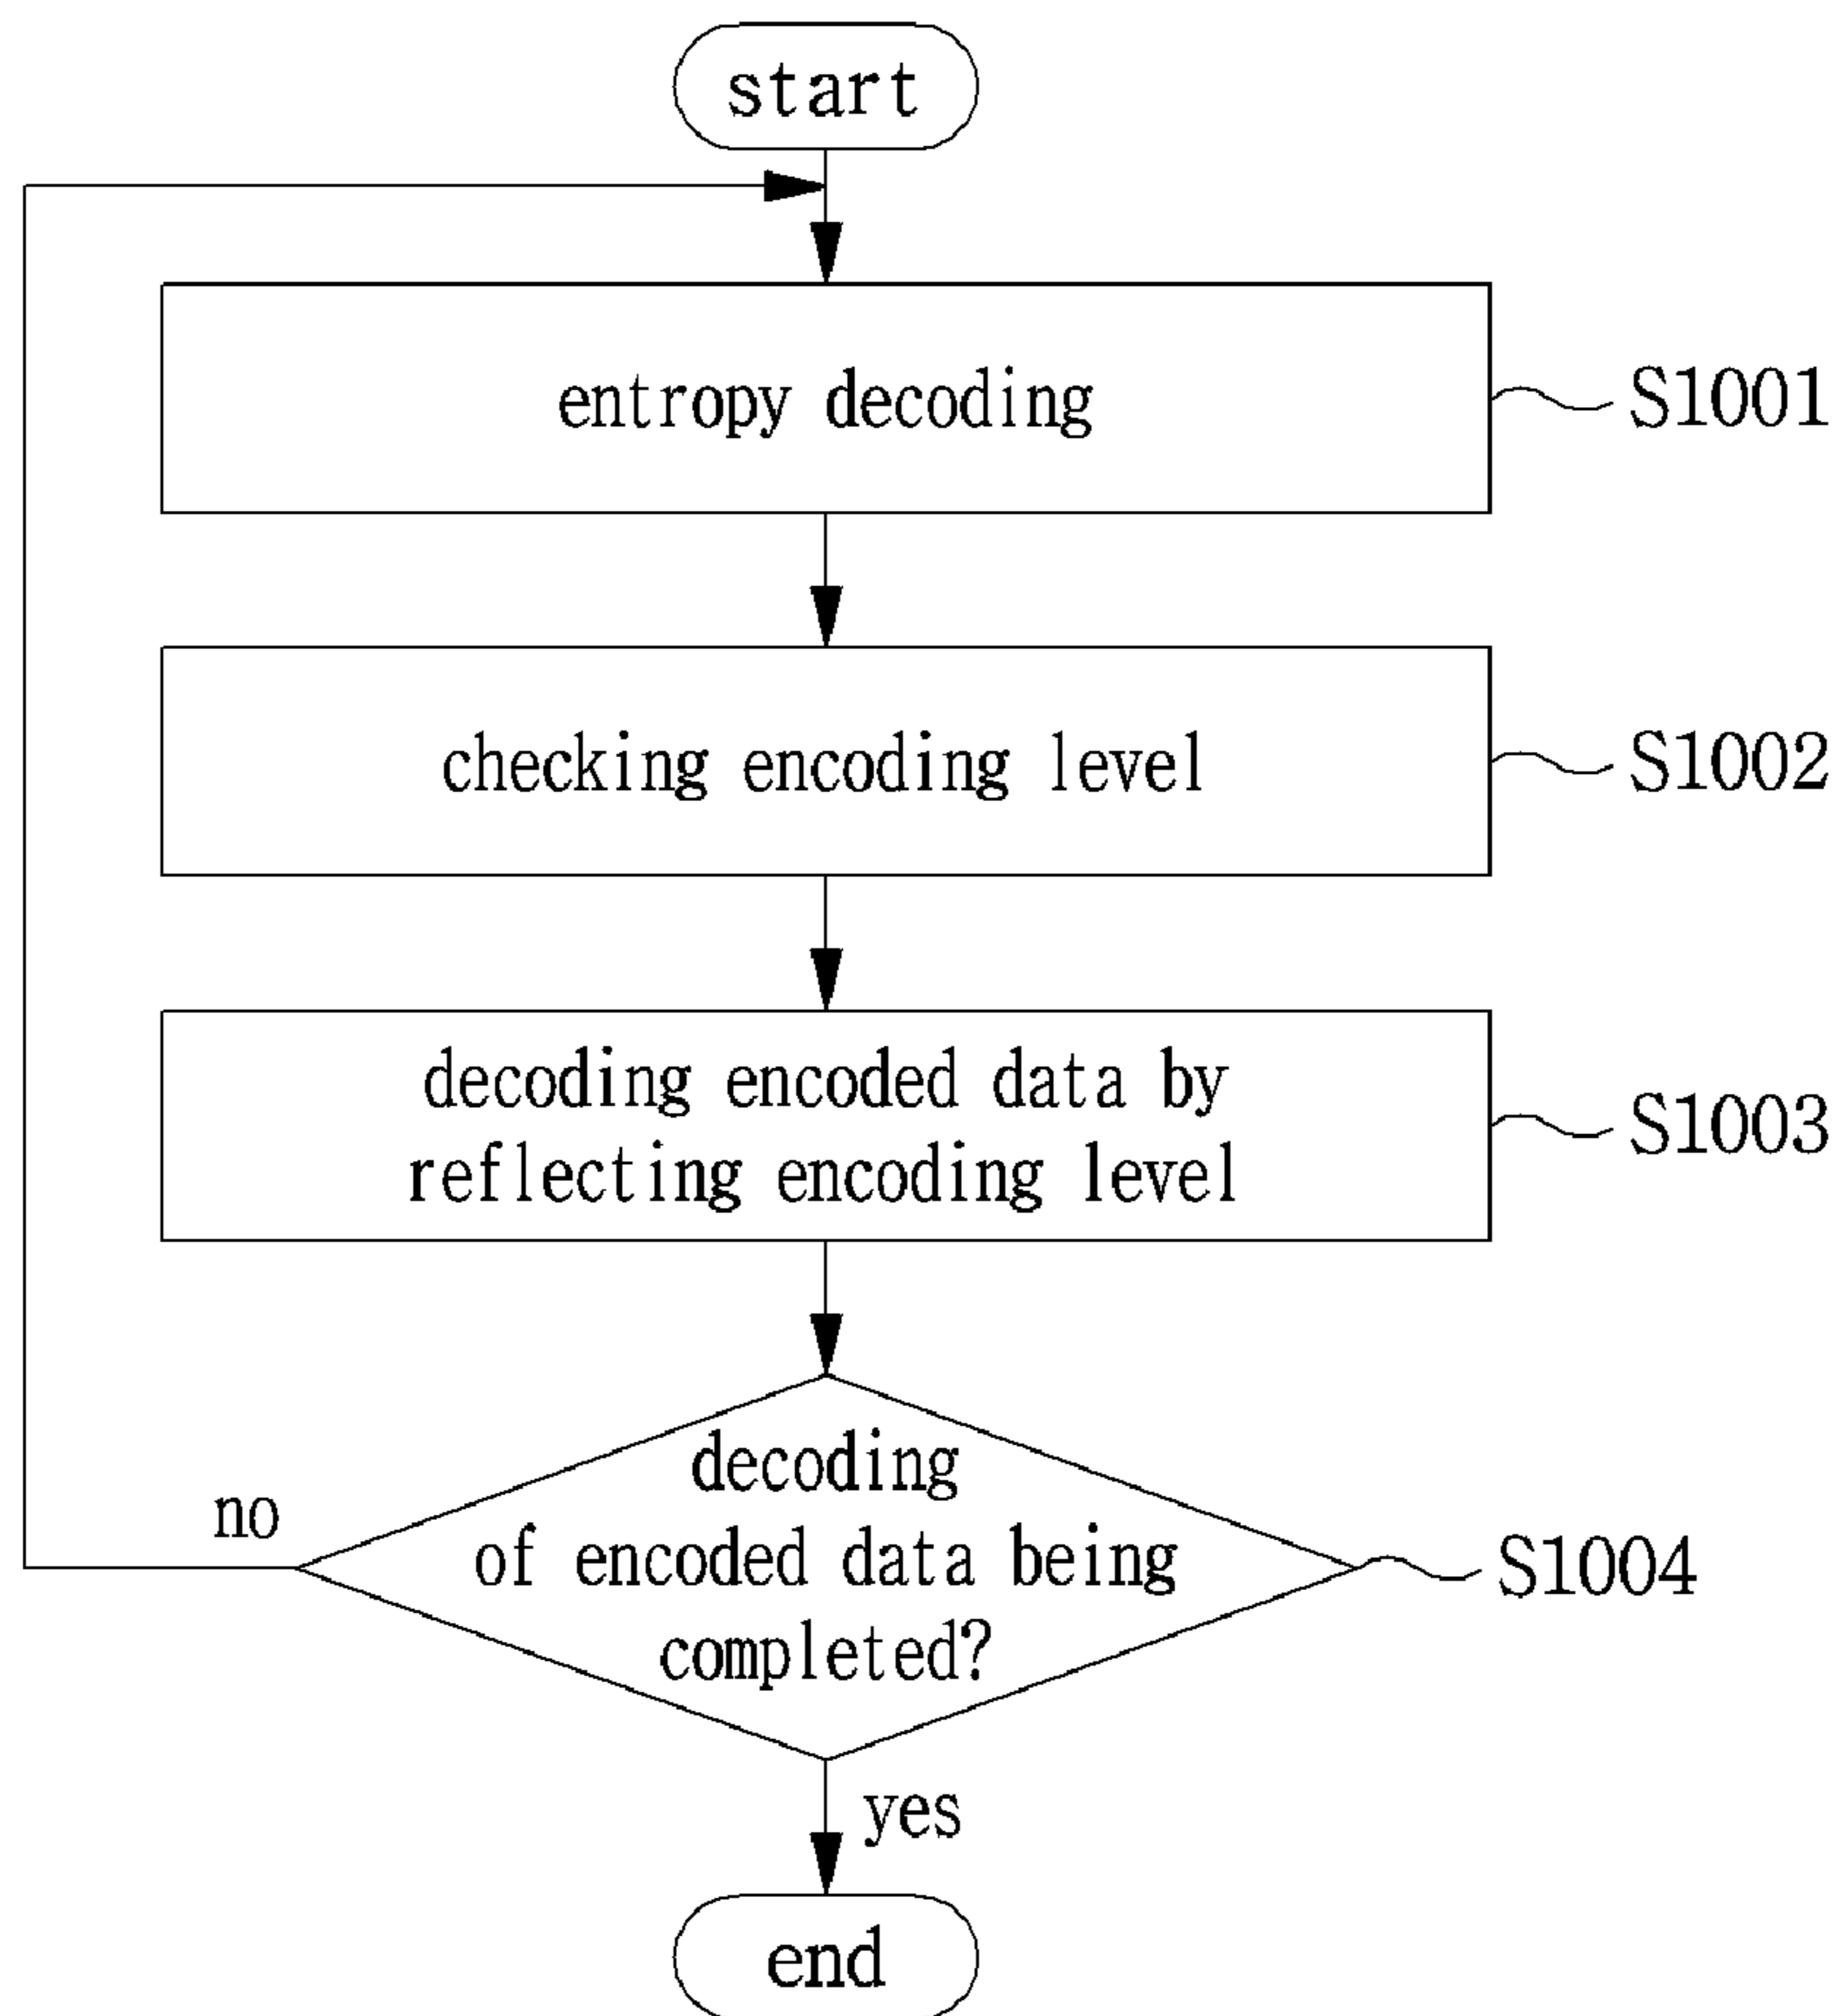 start
entropy decoding
S1001
checking encoding level
S1002
decoding encoded data by
reflecting encoding level
S1003
decoding
of encoded data being
completed?
S1004
no
yes
end